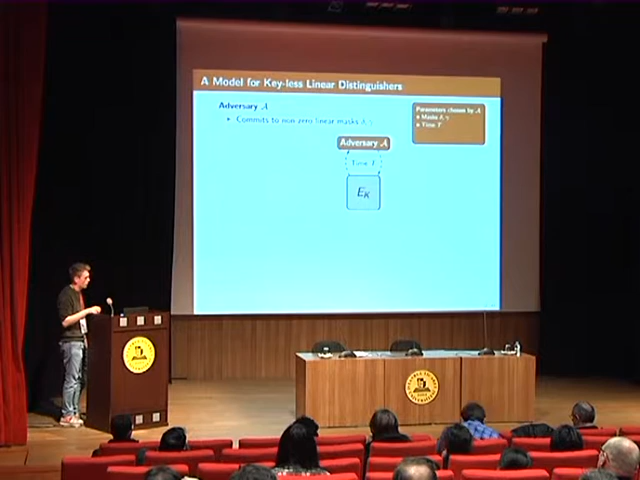 A Model for Key-less Linear Distinguishers
Adversary 𝒜
Commits to non zero linear masks δ, γ
Parameters chosen by 𝒜
Masks δ, γ
Time T
Adversary 𝒜
Time T
E_K